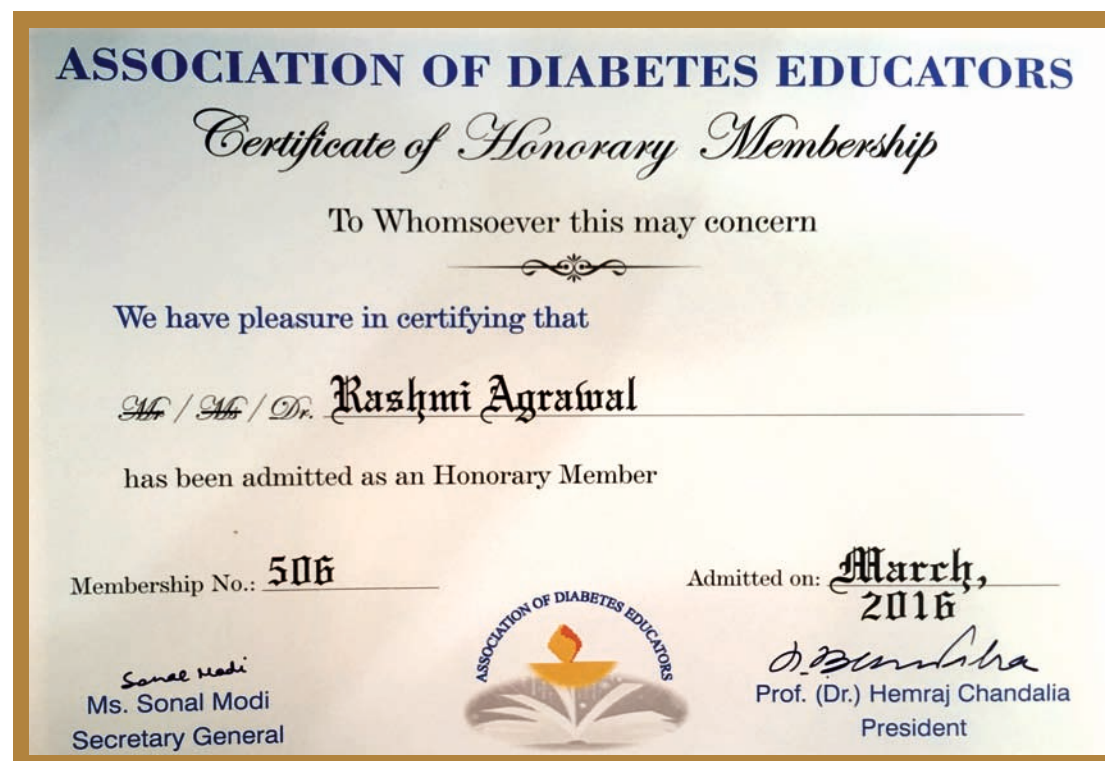 ASSOCIATION OF DIABETES EDUCATORS
Certificate of Honorary Membership
To Whomsoever this may concern
We have pleasure in certifying that
Mr / Ms / Dr. Rashmi Agrawal
has been admitted as an Honorary Member
Membership No.: 506
Admitted on: March,
2016
ASSOCIATION OF DIABETES EDUCATORS
Sonal Modi
Ms. Sonal Modi
Secretary General
Prof. (Dr.) Hemraj Chandalia
President